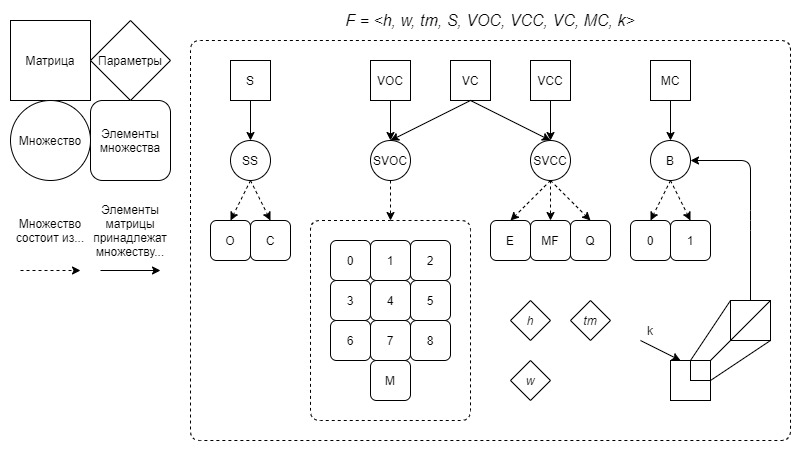 F = <h, w, tm, S, VOC, VCC, VC, MC, k>
Матрица
Параметры
Множество
Элементы
множества
Множество
состоит из...
Элементы
матрицы
принадлежат
множеству...
S
VOC
VC
VCC
MC
SS
SVOC
SVCC
B
O
C
E
MF
Q
0
1
0
1
2
3
4
5
6
7
8
M
h
tm
w
k